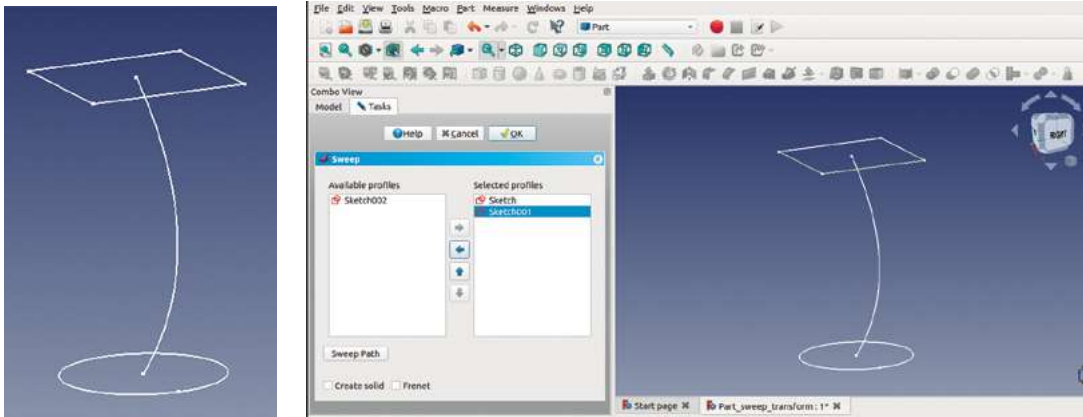 File Edit View Tools Macro Part Measure Windows Help
Part
Combo View
Model Tasks
Help Cancel OK
Sweep
Available profiles Selected profiles
Sketch002 Sketch
Sketch001
Sweep Path
Create solid Frenet
RIGHT
Start page Part_sweep_transform : 1*